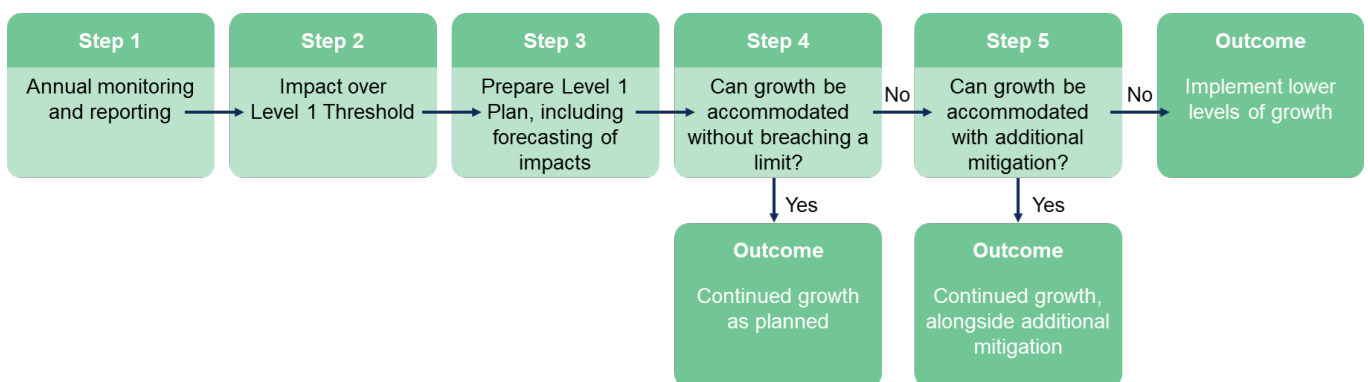 Step 1
Annual monitoring
and reporting
Step 2
Impact over
Level 1 Threshold
Step 3
Prepare Level 1
Plan, including
forecasting of
impacts
Step 4
Can growth be
accommodated
without breaching a
limit?
No
Step 5
Can growth be
accommodated
with additional
mitigation?
No
Outcome
Implement lower
levels of growth
Yes
Outcome
Continued growth
as planned
Yes
Outcome
Continued growth,
alongside additional
mitigation